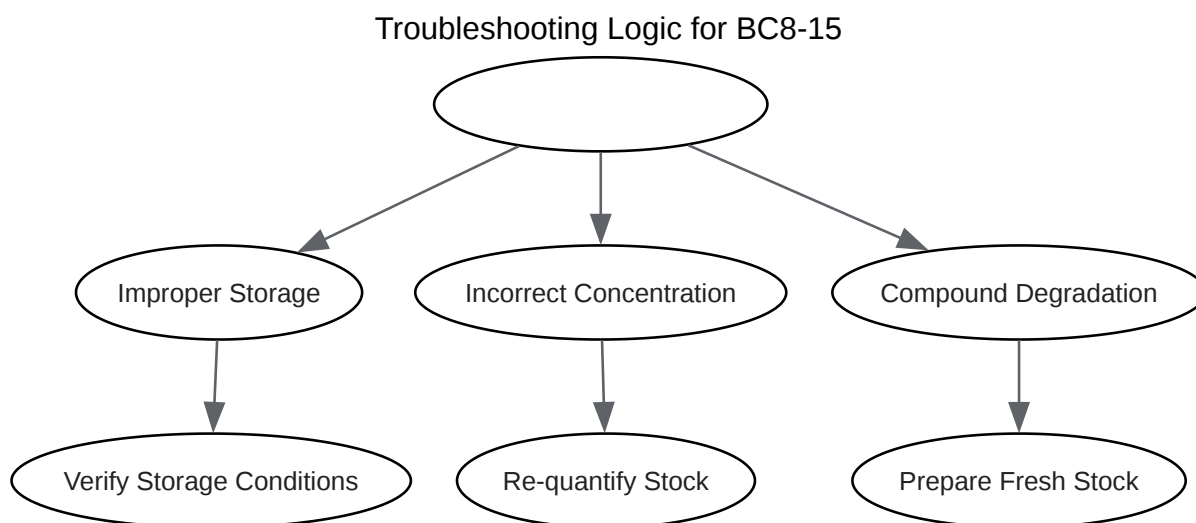 Troubleshooting Logic for BC8-15
Improper Storage
Incorrect Concentration
Compound Degradation
Verify Storage Conditions
Re-quantify Stock
Prepare Fresh Stock